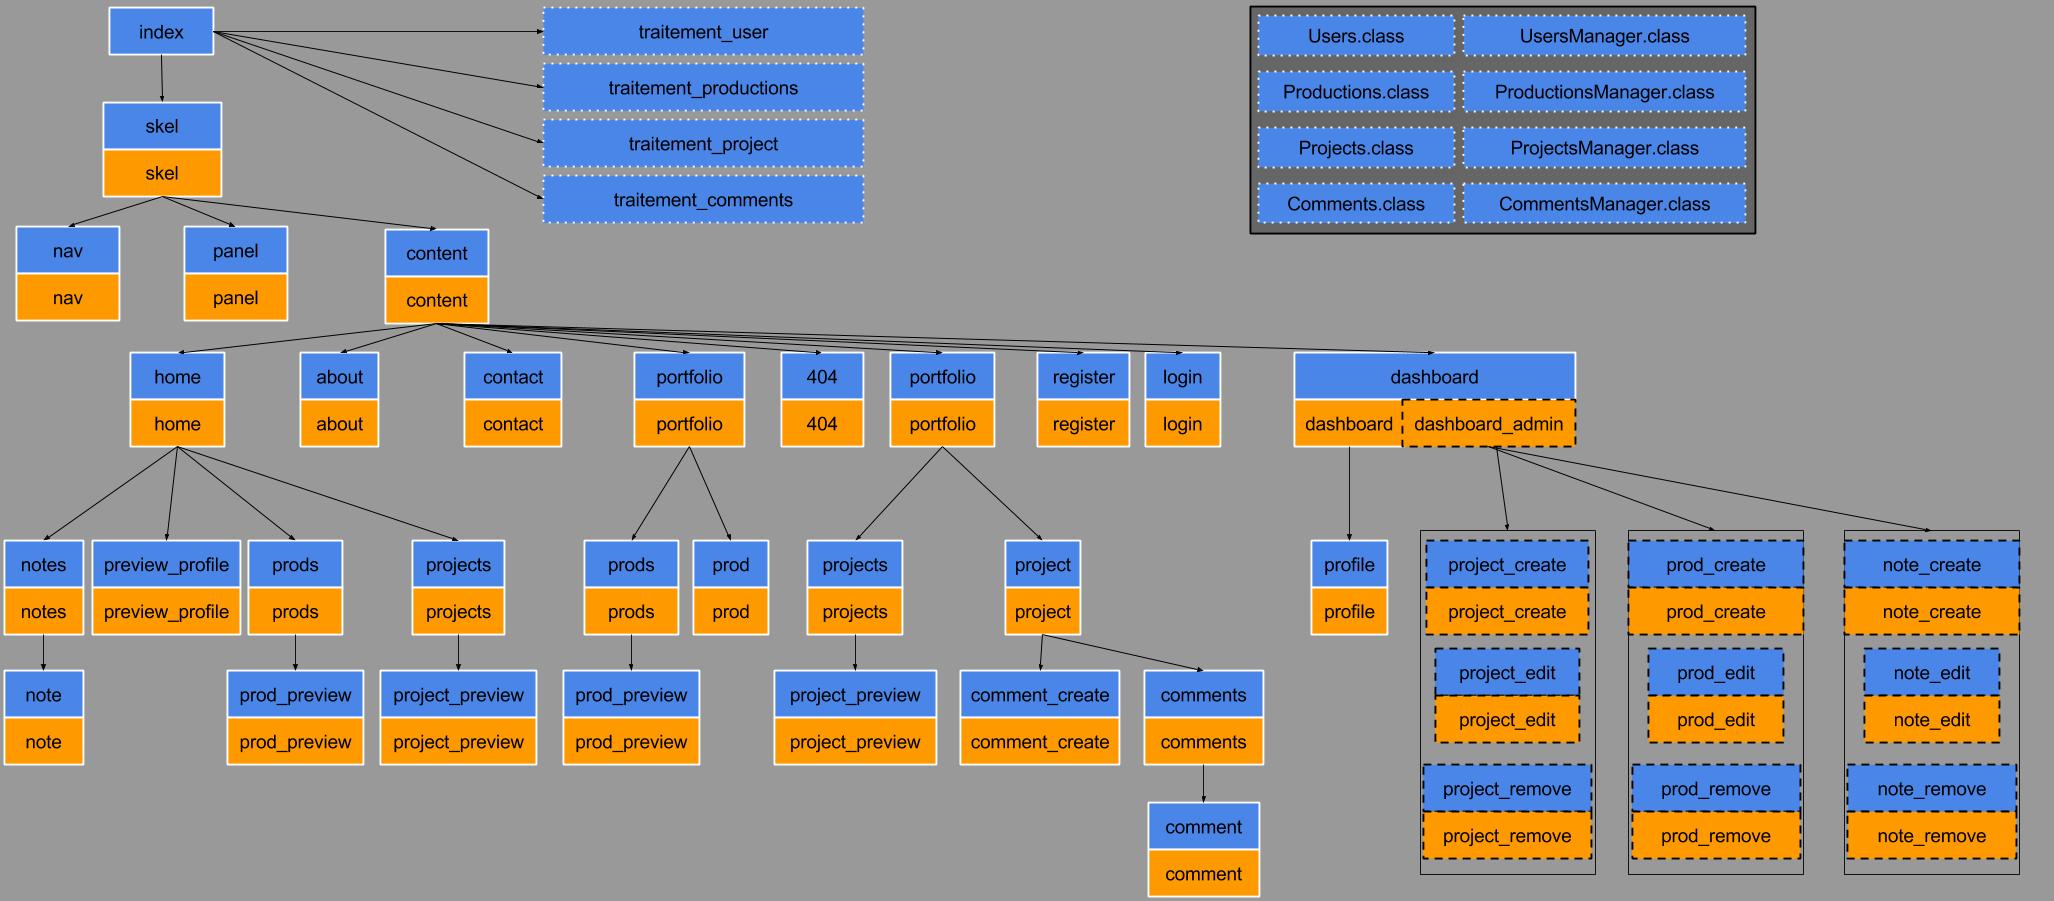 index
traitement_user
Users.class
UsersManager.class
traitement_productions
Productions.class
ProductionsManager.class
skel
skel
traitement_project
Projects.class
ProjectsManager.class
traitement_comments
Comments.class
CommentsManager.class
nav
nav
panel
panel
content
content
home
home
about
about
contact
contact
portfolio
portfolio
404
404
portfolio
portfolio
register
register
login
login
dashboard
dashboard
dashboard_admin
notes
notes
preview_profile
preview_profile
prods
prods
projects
projects
prods
prods
prod
prod
projects
projects
project
project
profile
profile
project_create
project_create
prod_create
prod_create
note_create
note_create
note
note
prod_preview
prod_preview
project_preview
project_preview
prod_preview
prod_preview
project_preview
project_preview
comment_create
comment_create
comments
comments
project_edit
project_edit
prod_edit
prod_edit
note_edit
note_edit
comment
comment
project_remove
project_remove
prod_remove
prod_remove
note_remove
note_remove